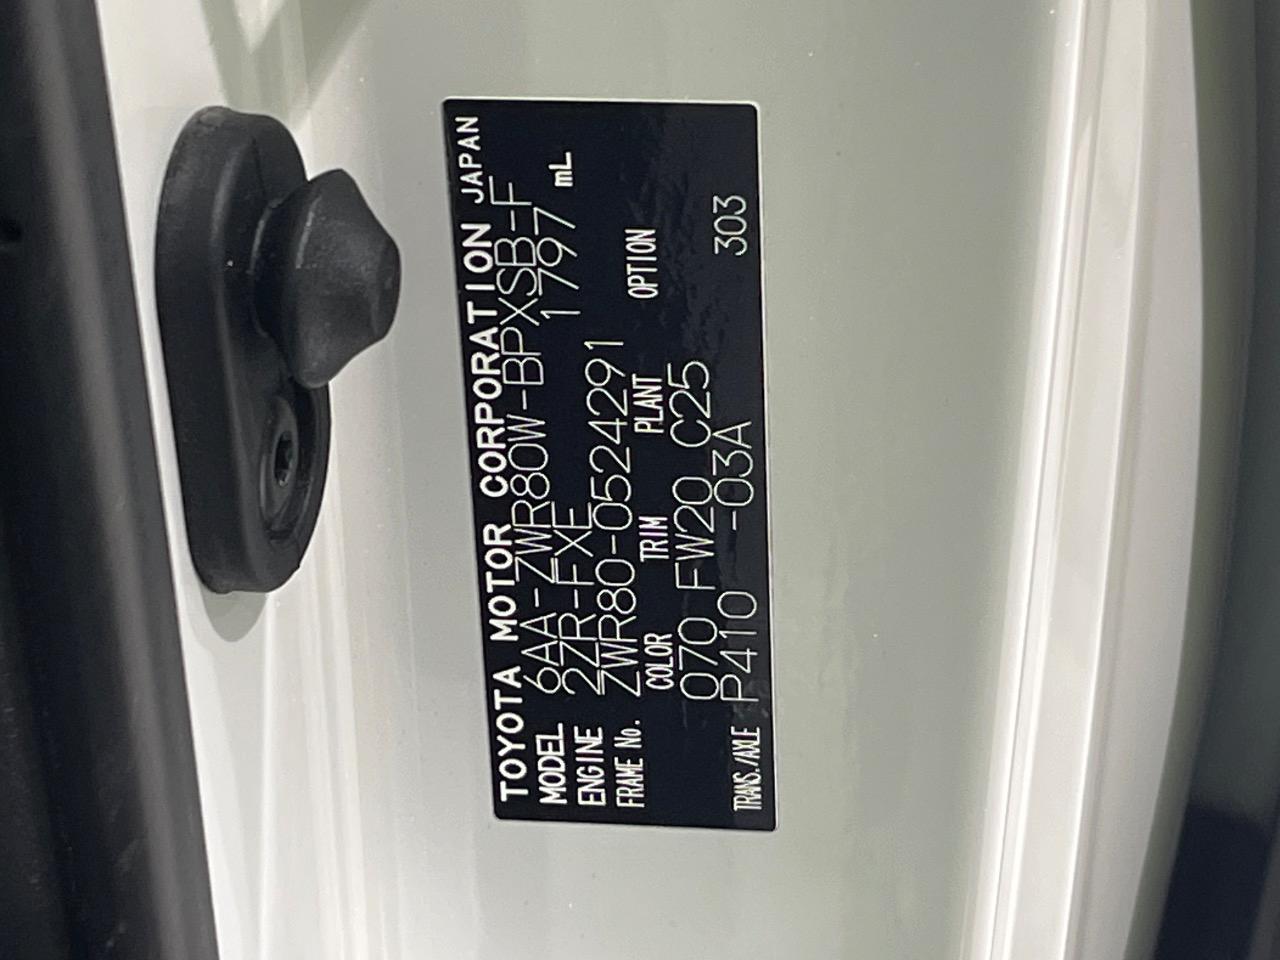 TOYOTA MOTOR CORPORATION JAPAN
MODEL 6AA-ZWR80W-BPXSB-F
ENGINE 2ZR-FXE 1797 mL
FRAME No. ZWR80-0524291
COLOR TRIM PLANT OPTION
070 FW20 C25
TRANS./AXLE P410 -03A 303